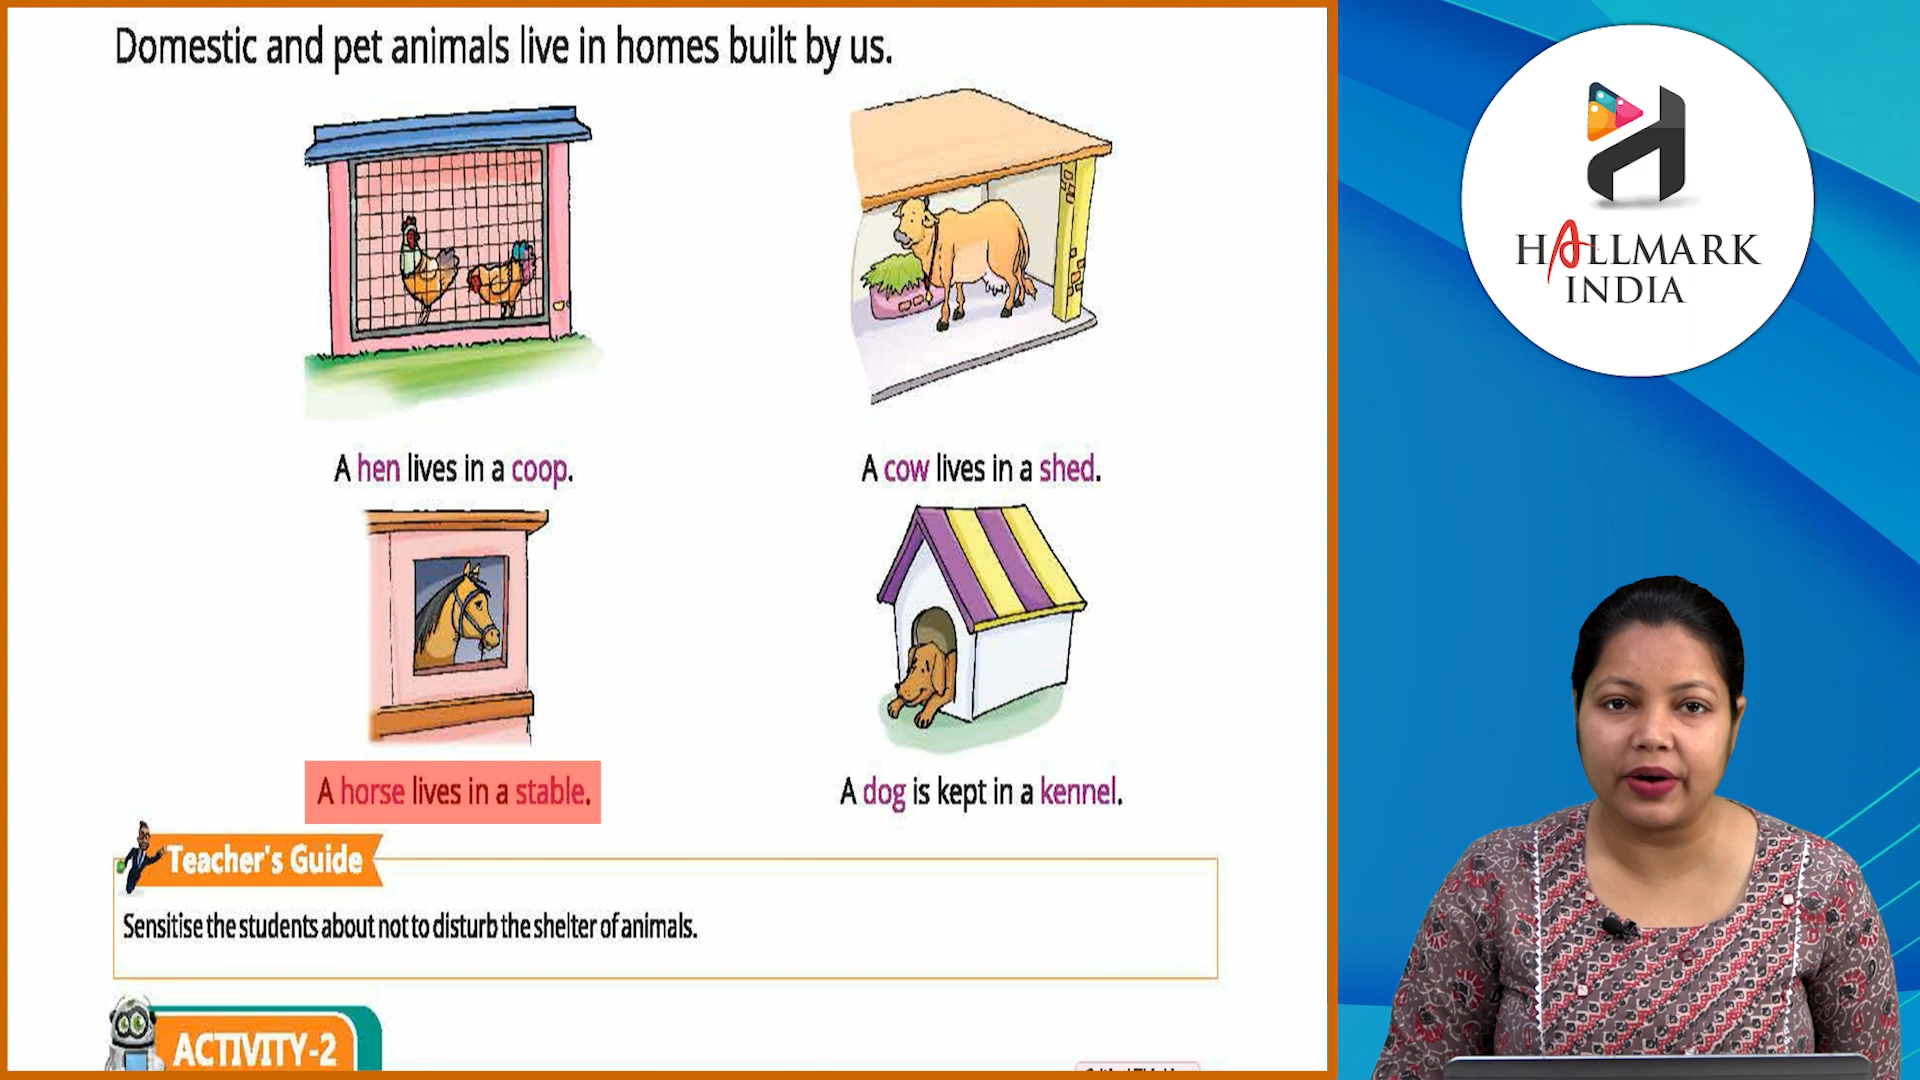 Domestic and pet animals live in homes built by us.
A hen lives in a coop.
A cow lives in a shed.
A horse lives in a stable.
A dog is kept in a kennel.
Teacher's Guide
Sensitise the students about not to disturb the shelter of animals.
ACTIVITY-2
HALLMARK
INDIA